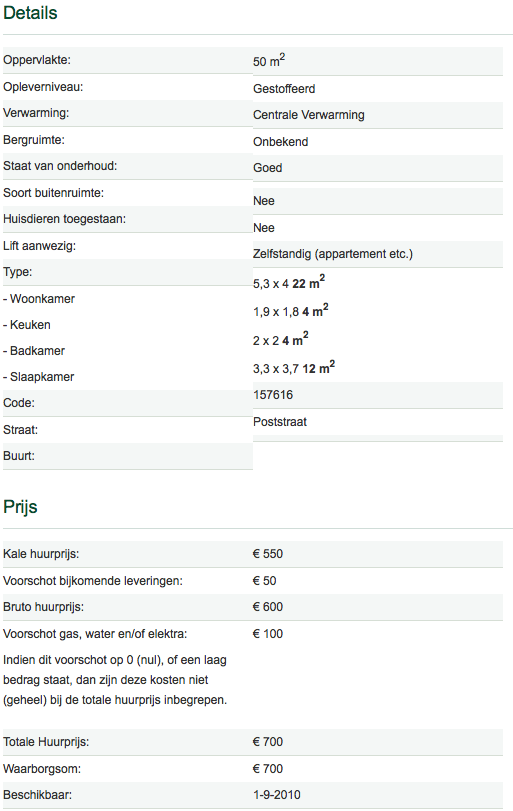 Details
Oppervlakte: 50 m2
Opleverniveau: Gestoffeerd
Verwarming: Centrale Verwarming
Bergruimte: Onbekend
Staat van onderhoud: Goed
Soort buitenruimte:
Nee
Huisdieren toegestaan:
Nee
Lift aanwezig:
Zelfstandig (appartement etc.)
Type:
5,3 x 4 22 m2
- Woonkamer
1,9 x 1,8 4 m2
- Keuken
2 x 2 4 m2
- Badkamer
3,3 x 3,7 12 m2
- Slaapkamer
157616
Code:
Poststraat
Straat:
Buurt:
Prijs
Kale huurprijs: € 550
Voorschot bijkomende leveringen: € 50
Bruto huurprijs: € 600
Voorschot gas, water en/of elektra: € 100
Indien dit voorschot op 0 (nul), of een laag
bedrag staat, dan zijn deze kosten niet
(geheel) bij de totale huurprijs inbegrepen.
Totale Huurprijs: € 700
Waarborgsom: € 700
Beschikbaar: 1-9-2010